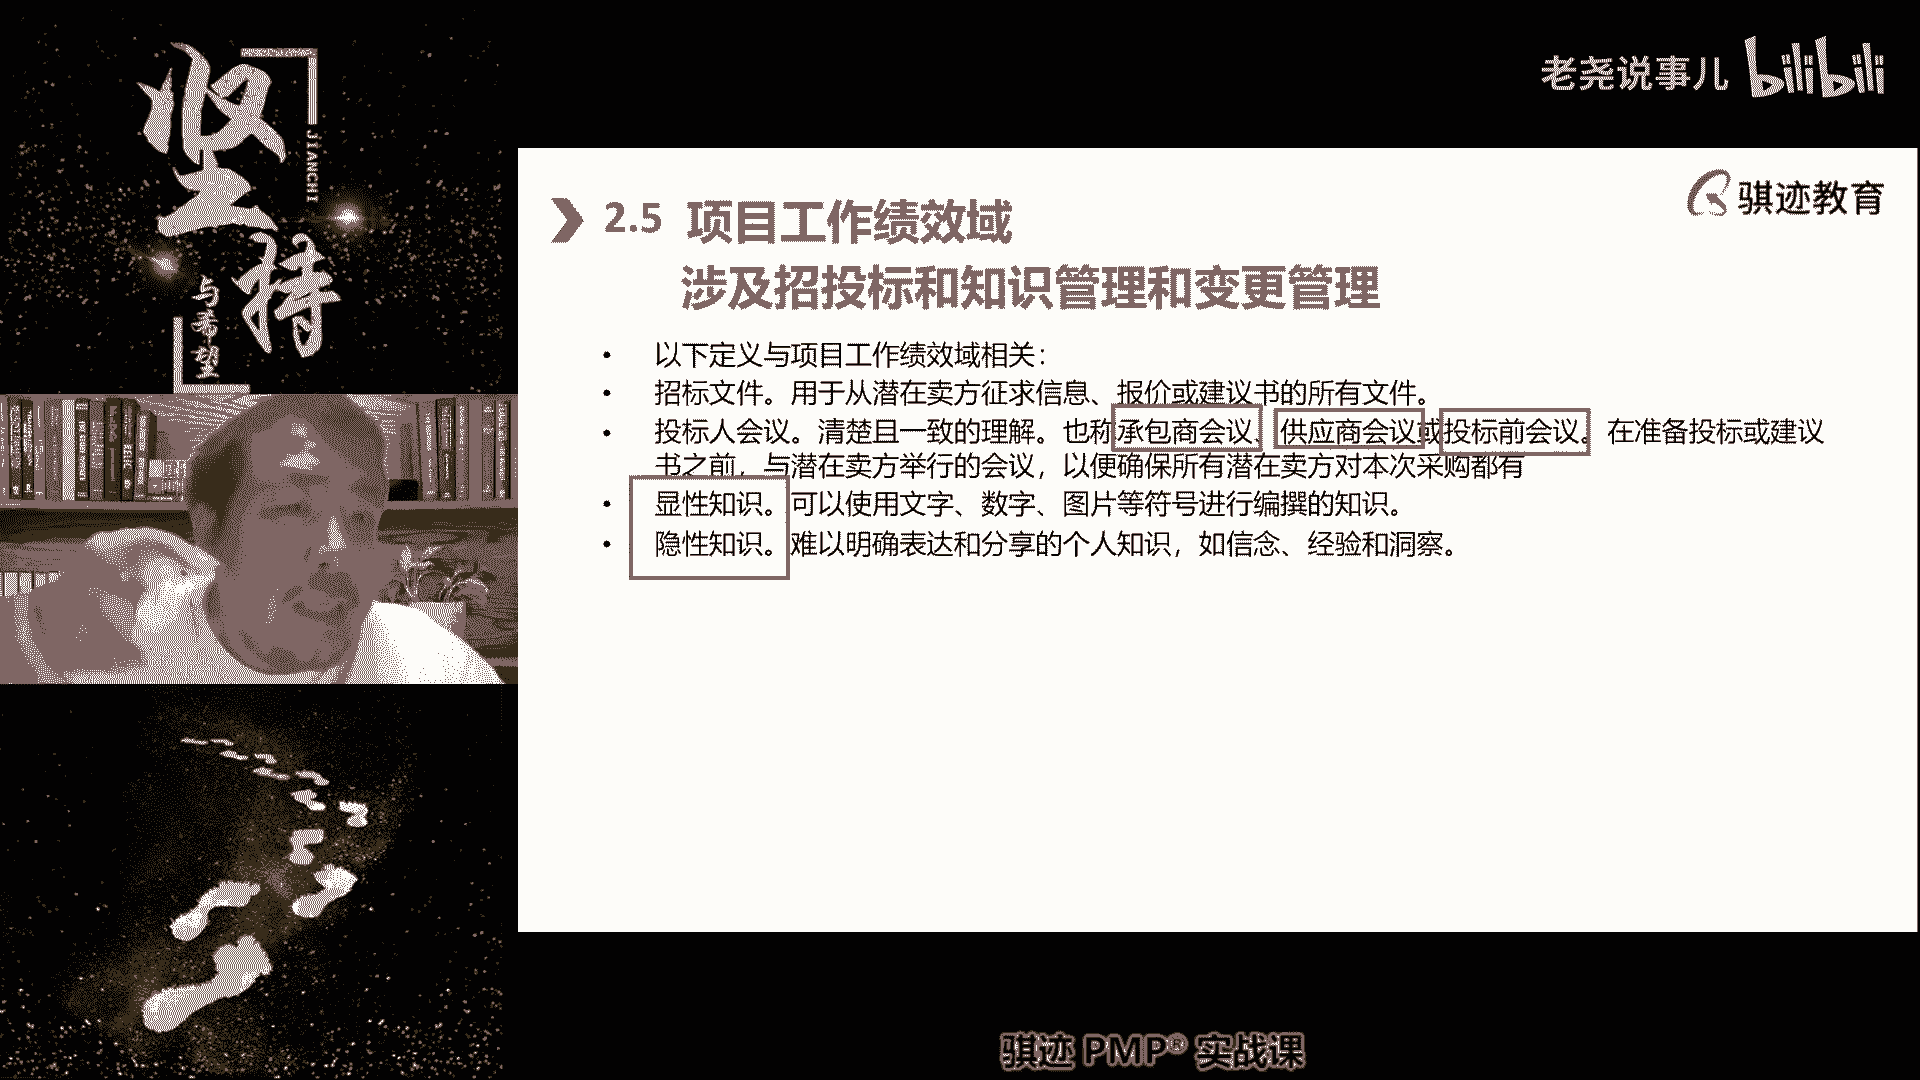 坚持
JIANCHI
与希望
老尧说事儿 bilibili
骐迹教育
2.5 项目工作绩效域
涉及招投标和知识管理和变更管理
• 以下定义与项目工作绩效域相关：
• 招标文件。用于从潜在卖方征求信息、报价或建议书的所有文件。
• 投标人会议。清楚且一致的理解。也称承包商会议、供应商会议或投标前会议。在准备投标或建议
书之前，与潜在卖方举行的会议，以便确保所有潜在卖方对本次采购都有
• 显性知识。可以使用文字、数字、图片等符号进行编撰的知识。
• 隐性知识。难以明确表达和分享的个人知识，如信念、经验和洞察。
骐迹 PMP® 实战课